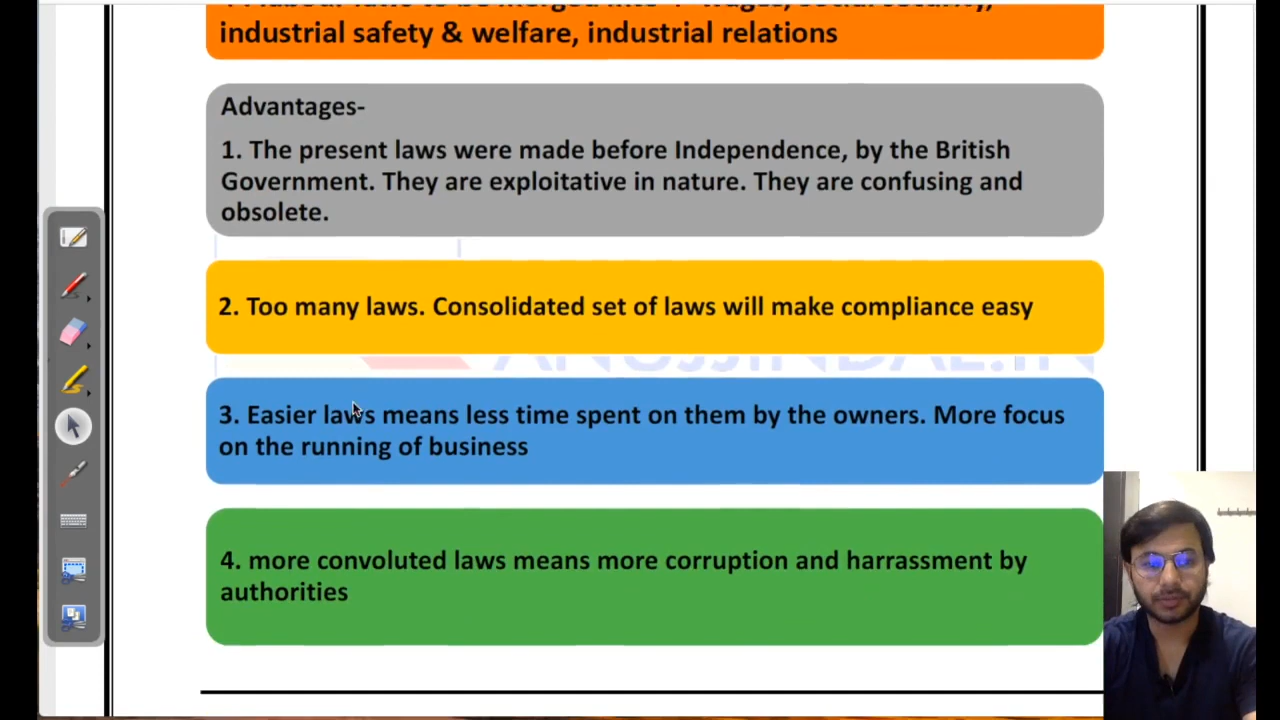 industrial safety & welfare, industrial relations
Advantages-
1. The present laws were made before Independence, by the British
Government. They are exploitative in nature. They are confusing and
obsolete.
2. Too many laws. Consolidated set of laws will make compliance easy
ANUJJINDAL.IN
3. Easier laws means less time spent on them by the owners. More focus
on the running of business
4. more convoluted laws means more corruption and harrassment by
authorities